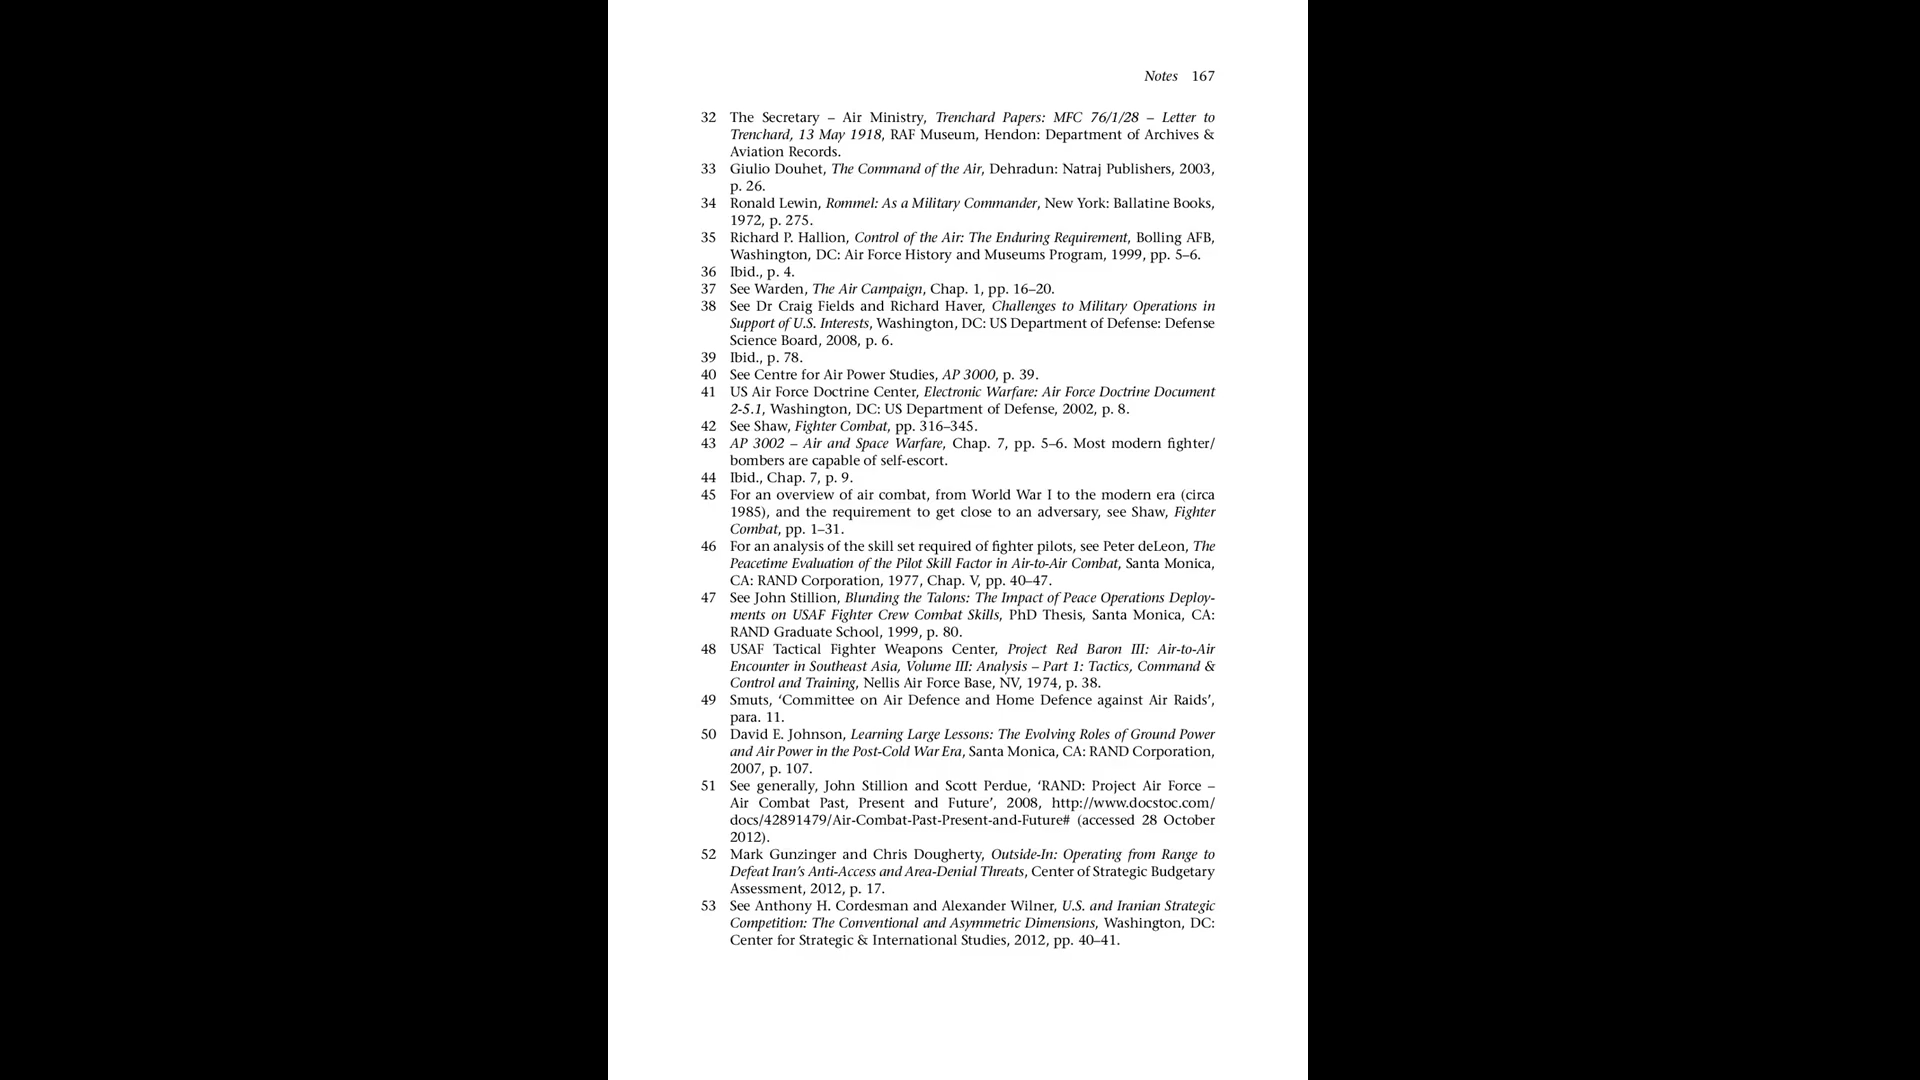 Notes 167
32 The Secretary – Air Ministry, Trenchard Papers: MFC 76/1/28 – Letter to
Trenchard, 13 May 1918, RAF Museum, Hendon: Department of Archives &
Aviation Records.
33 Giulio Douhet, The Command of the Air, Dehradun: Natraj Publishers, 2003,
p. 26.
34 Ronald Lewin, Rommel: As a Military Commander, New York: Ballatine Books,
1972, p. 275.
35 Richard P. Hallion, Control of the Air: The Enduring Requirement, Bolling AFB,
Washington, DC: Air Force History and Museums Program, 1999, pp. 5–6.
36 Ibid., p. 4.
37 See Warden, The Air Campaign, Chap. 1, pp. 16–20.
38 See Dr Craig Fields and Richard Haver, Challenges to Military Operations in
Support of U.S. Interests, Washington, DC: US Department of Defense: Defense
Science Board, 2008, p. 6.
39 Ibid., p. 78.
40 See Centre for Air Power Studies, AP 3000, p. 39.
41 US Air Force Doctrine Center, Electronic Warfare: Air Force Doctrine Document
2-5.1, Washington, DC: US Department of Defense, 2002, p. 8.
42 See Shaw, Fighter Combat, pp. 316–345.
43 AP 3002 – Air and Space Warfare, Chap. 7, pp. 5–6. Most modern fighter/
bombers are capable of self-escort.
44 Ibid., Chap. 7, p. 9.
45 For an overview of air combat, from World War I to the modern era (circa
1985), and the requirement to get close to an adversary, see Shaw, Fighter
Combat, pp. 1–31.
46 For an analysis of the skill set required of fighter pilots, see Peter deLeon, The
Peacetime Evaluation of the Pilot Skill Factor in Air-to-Air Combat, Santa Monica,
CA: RAND Corporation, 1977, Chap. V, pp. 40–47.
47 See John Stillion, Blunding the Talons: The Impact of Peace Operations Deploy-
ments on USAF Fighter Crew Combat Skills, PhD Thesis, Santa Monica, CA:
RAND Graduate School, 1999, p. 80.
48 USAF Tactical Fighter Weapons Center, Project Red Baron III: Air-to-Air
Encounter in Southeast Asia, Volume III: Analysis – Part 1: Tactics, Command &
Control and Training, Nellis Air Force Base, NV, 1974, p. 38.
49 Smuts, ‘Committee on Air Defence and Home Defence against Air Raids’,
para. 11.
50 David E. Johnson, Learning Large Lessons: The Evolving Roles of Ground Power
and Air Power in the Post-Cold War Era, Santa Monica, CA: RAND Corporation,
2007, p. 107.
51 See generally, John Stillion and Scott Perdue, ‘RAND: Project Air Force –
Air Combat Past, Present and Future’, 2008, http://www.docstoc.com/
docs/42891479/Air-Combat-Past-Present-and-Future# (accessed 28 October
2012).
52 Mark Gunzinger and Chris Dougherty, Outside-In: Operating from Range to
Defeat Iran’s Anti-Access and Area-Denial Threats, Center of Strategic Budgetary
Assessment, 2012, p. 17.
53 See Anthony H. Cordesman and Alexander Wilner, U.S. and Iranian Strategic
Competition: The Conventional and Asymmetric Dimensions, Washington, DC:
Center for Strategic & International Studies, 2012, pp. 40–41.